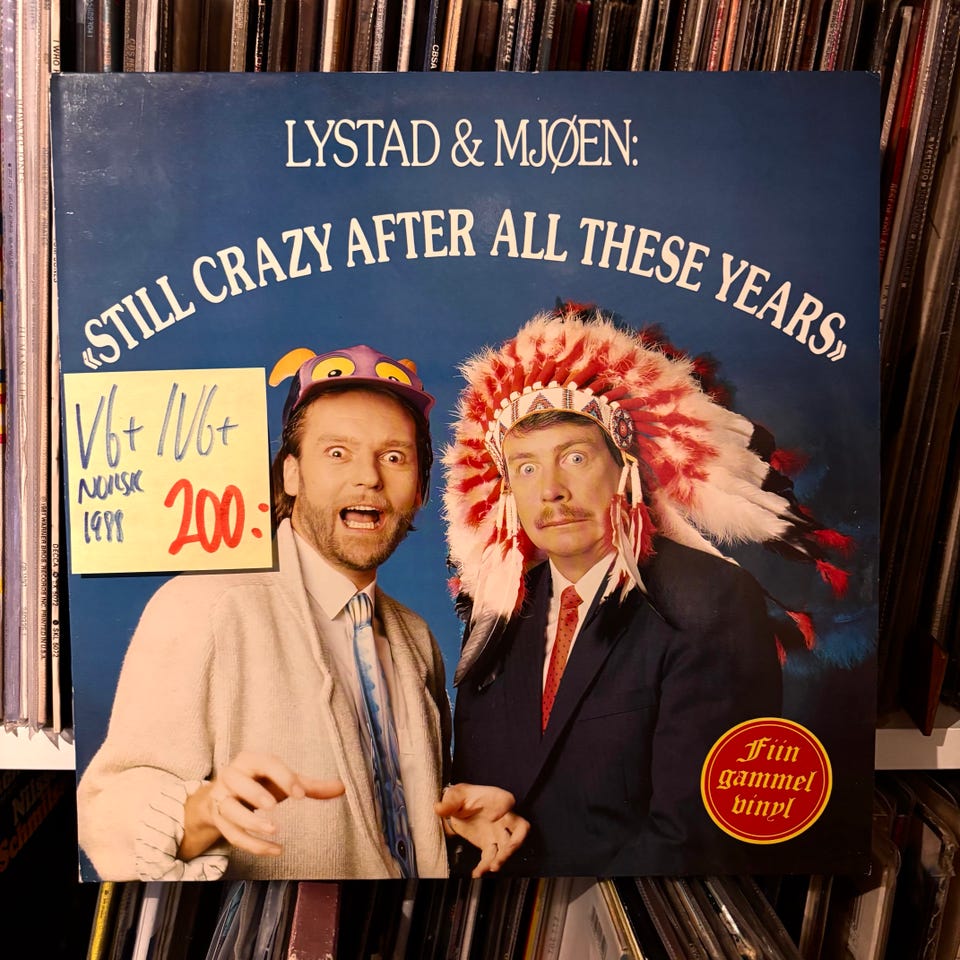 LYSTAD & MJØEN:
«STILL CRAZY AFTER ALL THESE YEARS»
VG+ / VG+
NORSK
1988
200:
Fiin
gammel
vinyl